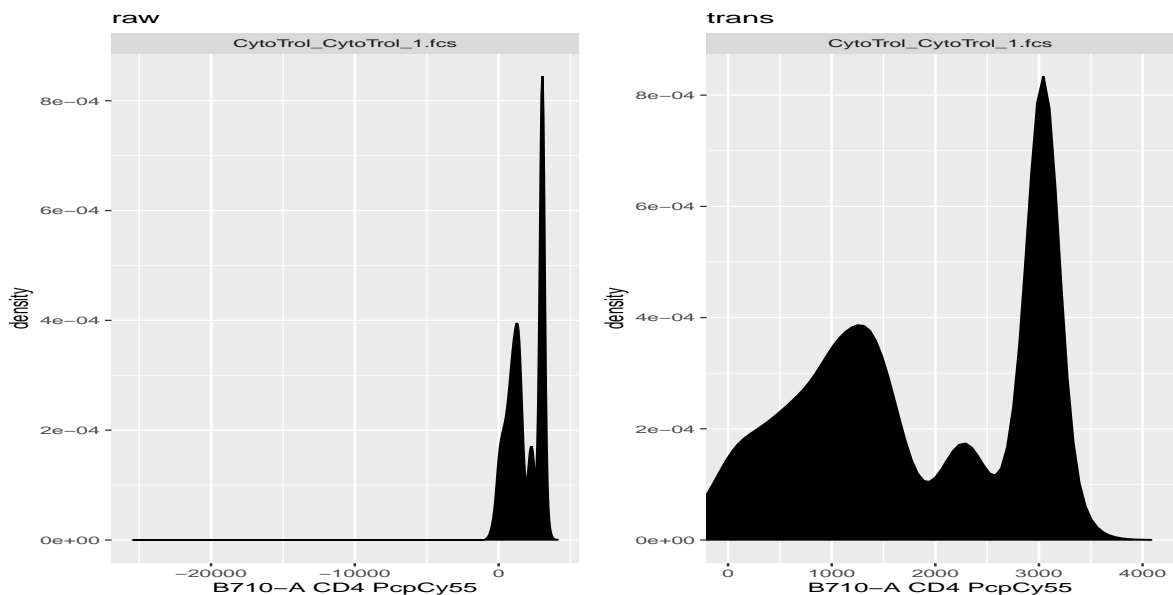 raw
CytoTrol_CytoTrol_1.fcs
8e−04
6e−04
4e−04
2e−04
0e+00
density
−20000 −10000 0
B710−A CD4 PcpCy55
trans
CytoTrol_CytoTrol_1.fcs
8e−04
6e−04
4e−04
2e−04
0e+00
density
0 1000 2000 3000 4000
B710−A CD4 PcpCy55